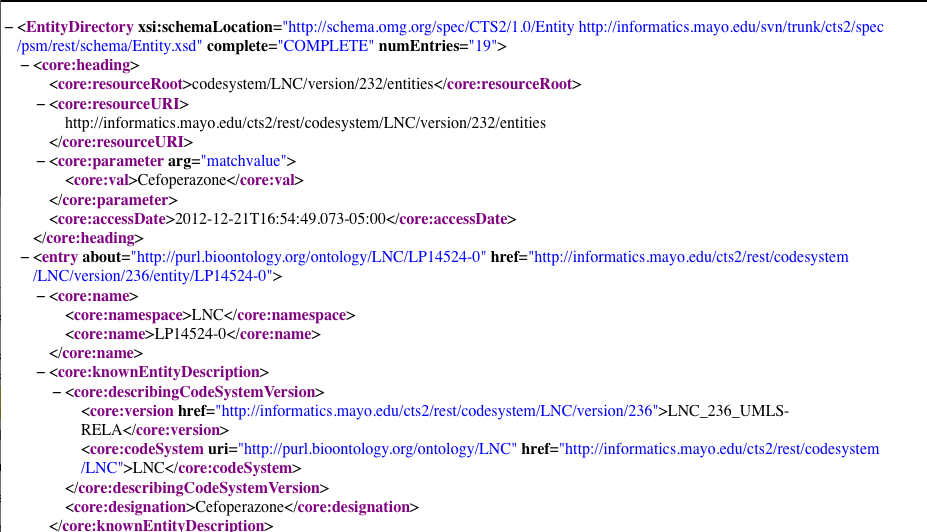 – <EntityDirectory xsi:schemaLocation="http://schema.omg.org/spec/CTS2/1.0/Entity http://informatics.mayo.edu/svn/trunk/cts2/spec
/psm/rest/schema/Entity.xsd" complete="COMPLETE" numEntries="19">
– <core:heading>
<core:resourceRoot>codesystem/LNC/version/232/entities</core:resourceRoot>
– <core:resourceURI>
http://informatics.mayo.edu/cts2/rest/codesystem/LNC/version/232/entities
</core:resourceURI>
– <core:parameter arg="matchvalue">
<core:val>Cefoperazone</core:val>
</core:parameter>
<core:accessDate>2012-12-21T16:54:49.073-05:00</core:accessDate>
</core:heading>
– <entry about="http://purl.bioontology.org/ontology/LNC/LP14524-0" href="http://informatics.mayo.edu/cts2/rest/codesystem
/LNC/version/236/entity/LP14524-0">
– <core:name>
<core:namespace>LNC</core:namespace>
<core:name>LP14524-0</core:name>
</core:name>
– <core:knownEntityDescription>
– <core:describingCodeSystemVersion>
<core:version href="http://informatics.mayo.edu/cts2/rest/codesystem/LNC/version/236">LNC_236_UMLS-
RELA</core:version>
<core:codeSystem uri="http://purl.bioontology.org/ontology/LNC" href="http://informatics.mayo.edu/cts2/rest/codesystem
/LNC">LNC</core:codeSystem>
</core:describingCodeSystemVersion>
<core:designation>Cefoperazone</core:designation>
</core:knownEntityDescription>